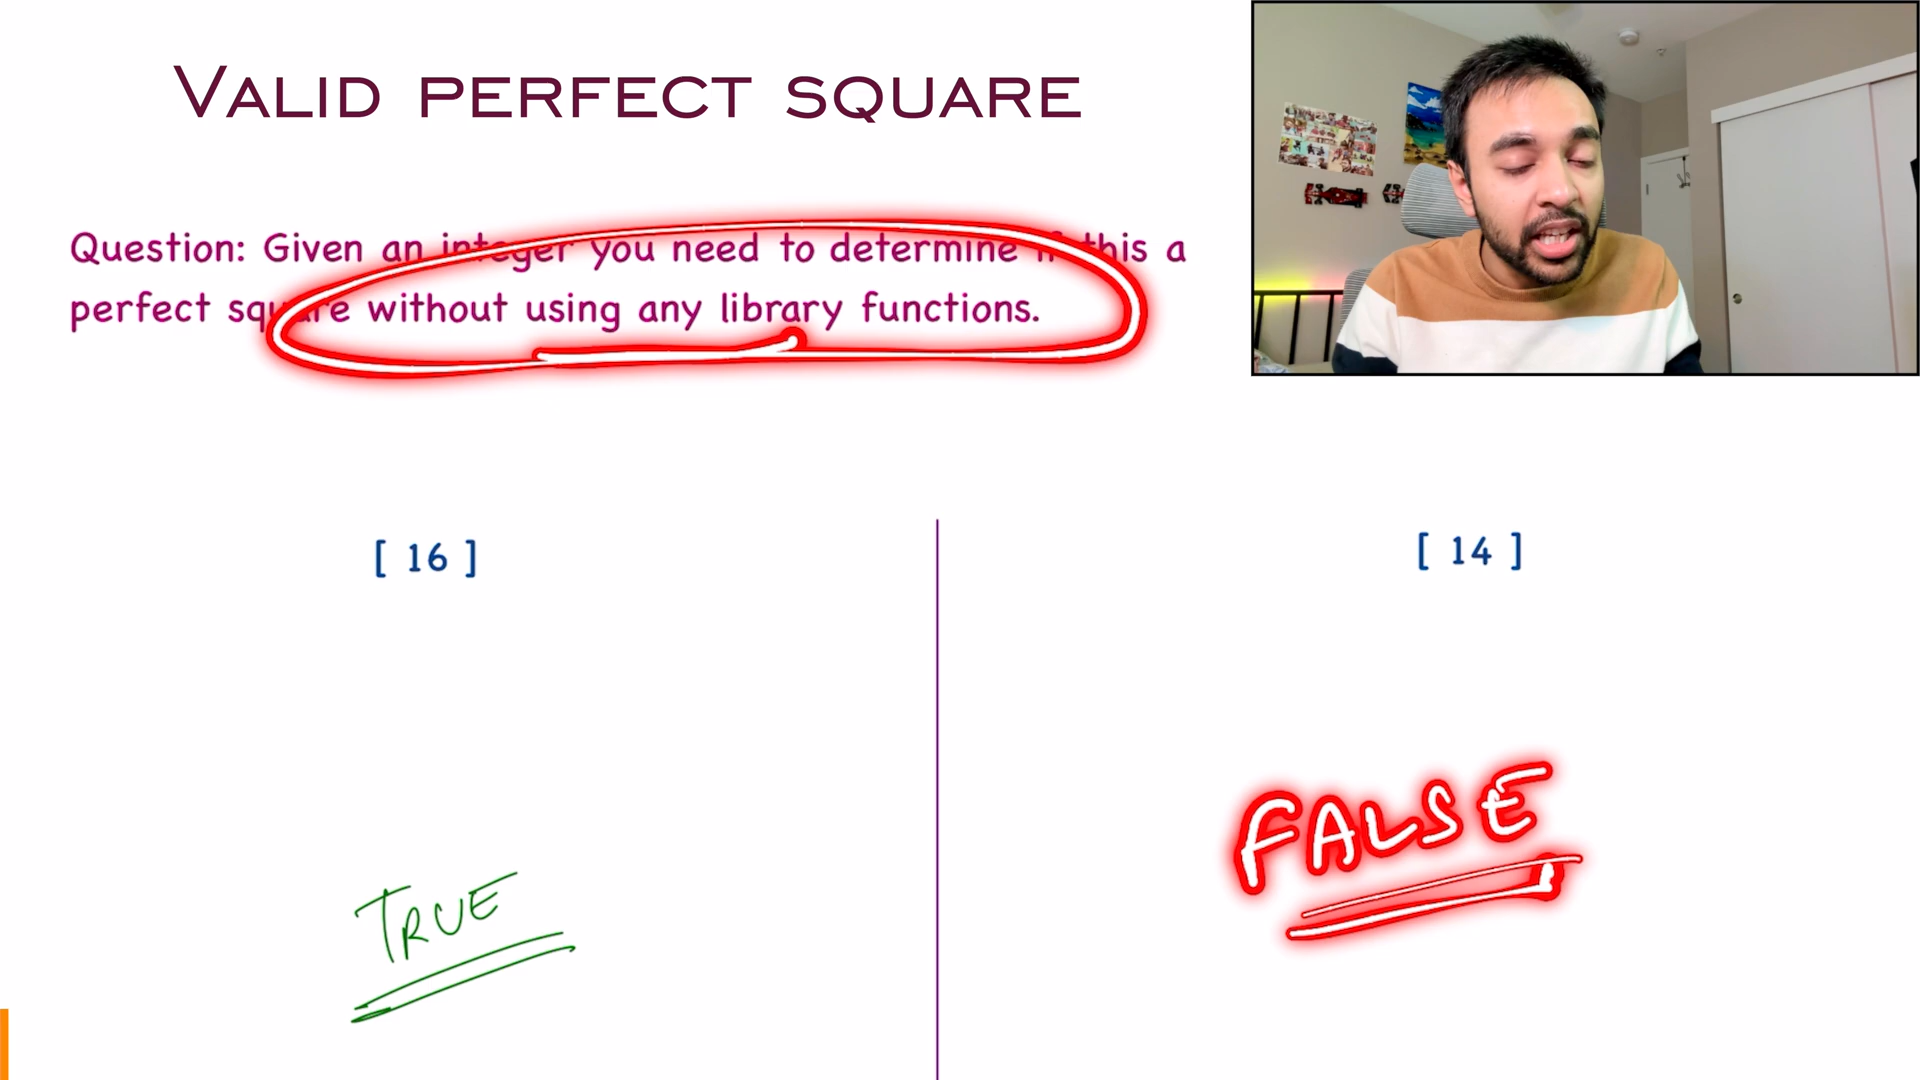 VALID PERFECT SQUARE
Question: Given an integer you need to determine if this a
perfect square without using any library functions.
[ 16 ]
[ 14 ]
FALSE
TRUE